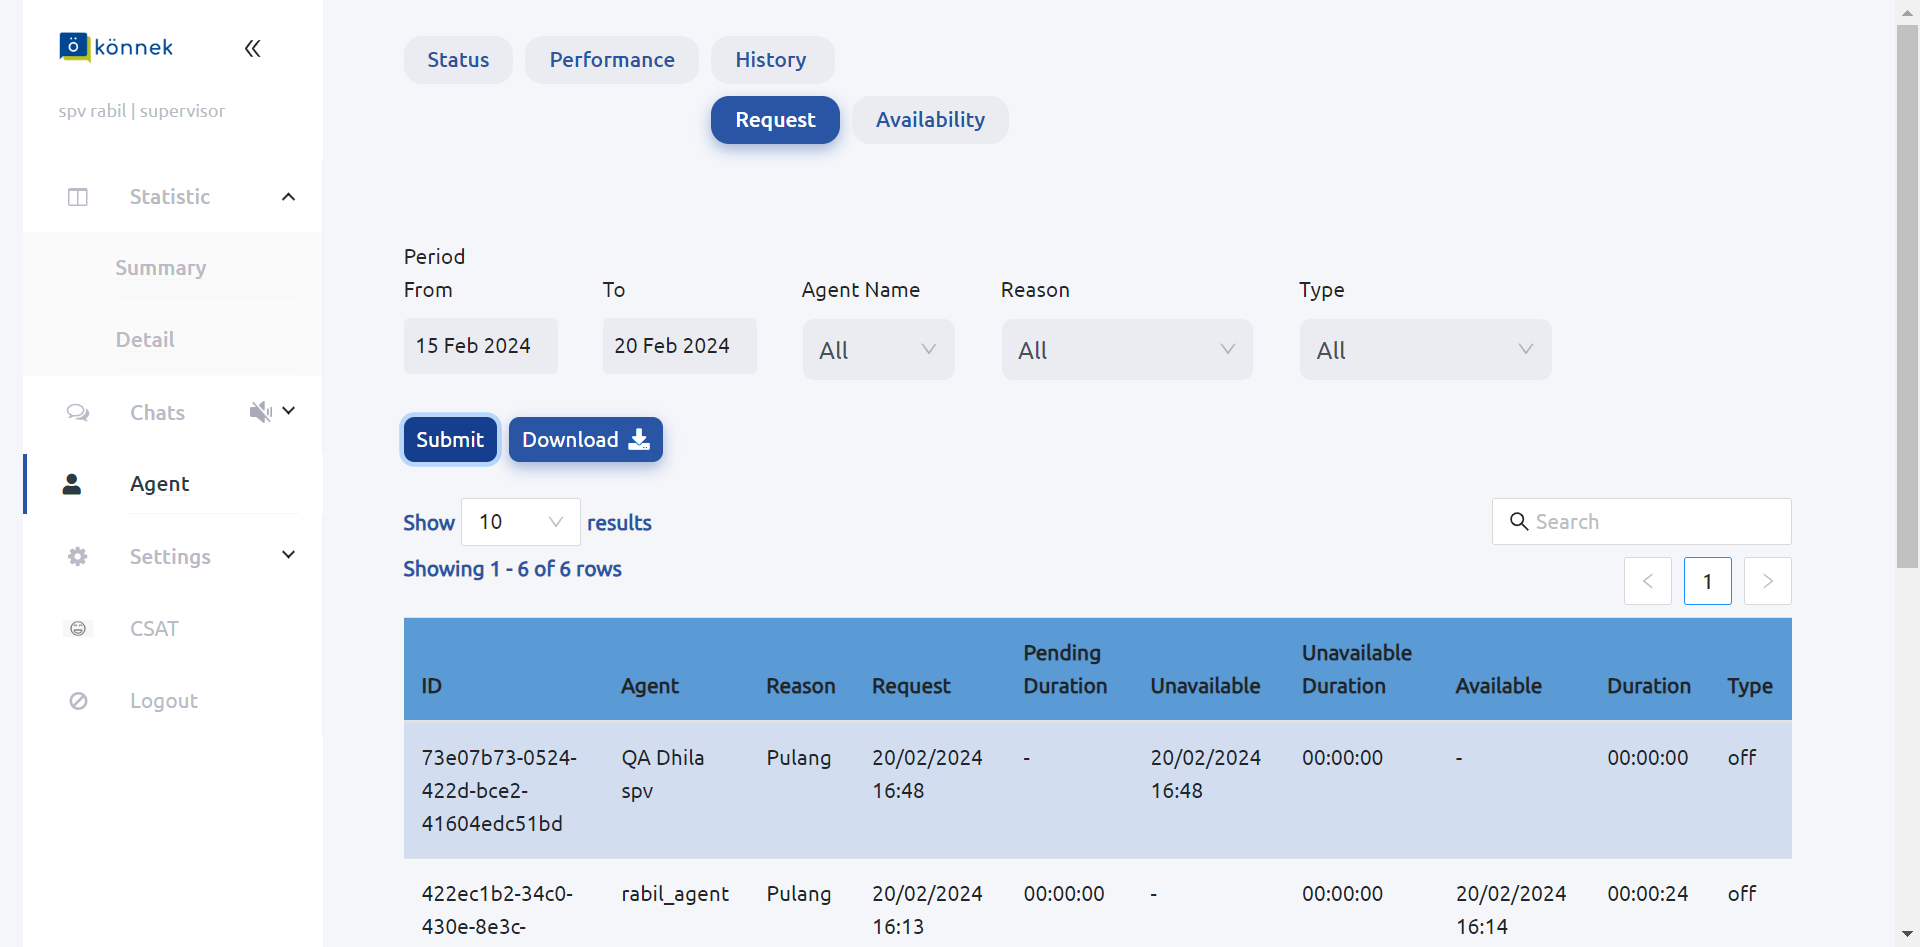 ö könnek
spv rabil | supervisor
Statistic
Summary
Detail
Chats
Agent
Settings
CSAT
Logout
Status
Performance
History
Request
Availability
Period
From
To
Agent Name
Reason
Type
15 Feb 2024
20 Feb 2024
All
All
All
Submit
Download
Show 10 results
Search
Showing 1 - 6 of 6 rows
< 1 >
ID Agent Reason Request Pending Duration Unavailable Unavailable Duration Available Duration Type
73e07b73-0524- QA Dhila Pulang 20/02/2024 - 20/02/2024 00:00:00 - 00:00:00 off
422d-bce2- spv 16:48 16:48
41604edc51bd
422ec1b2-34c0- rabil_agent Pulang 20/02/2024 00:00:00 - 00:00:00 20/02/2024 00:00:24 off
430e-8e3c- 16:13 16:14